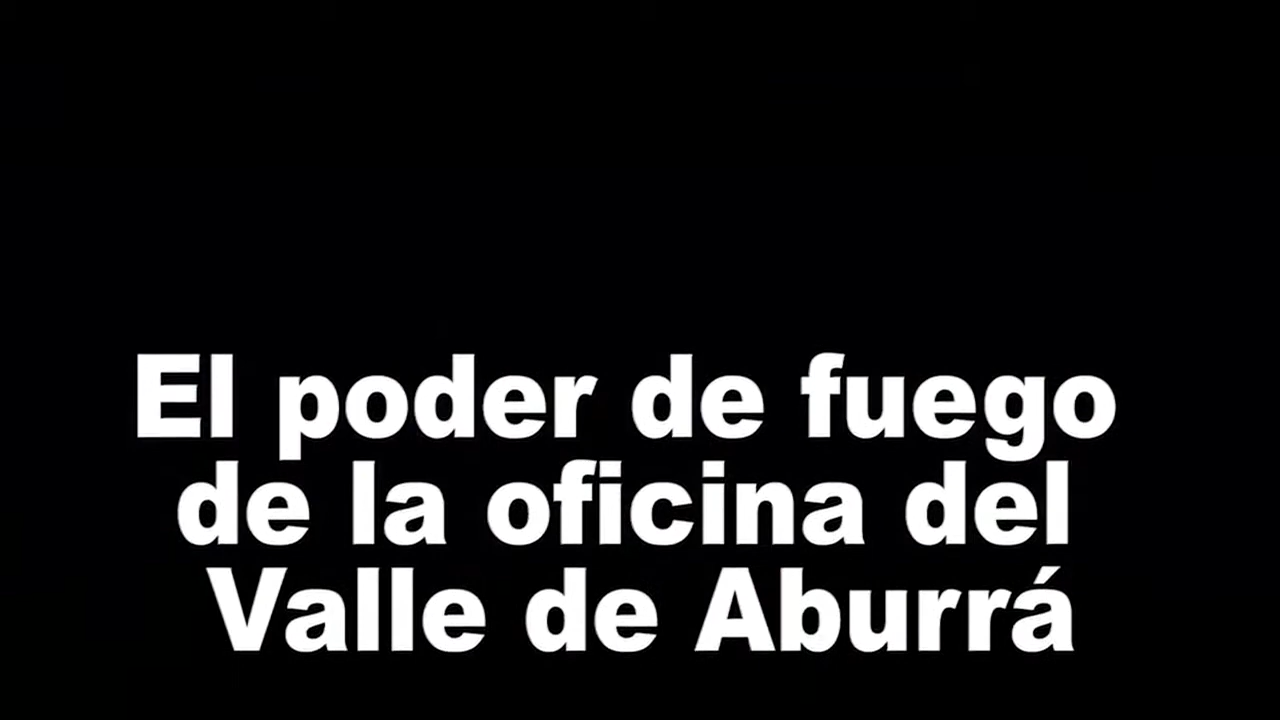 El poder de fuego
de la oficina del
Valle de Aburrá